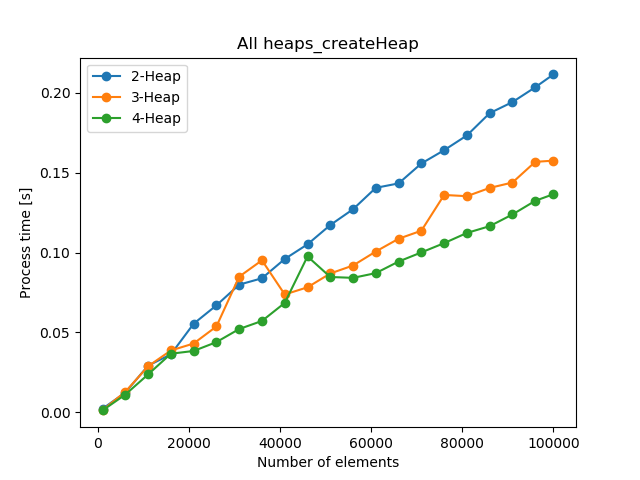 All heaps_createHeap
2-Heap
3-Heap
4-Heap
Process time [s]
0.20
0.15
0.10
0.05
0.00
0
20000
40000
60000
80000
100000
Number of elements